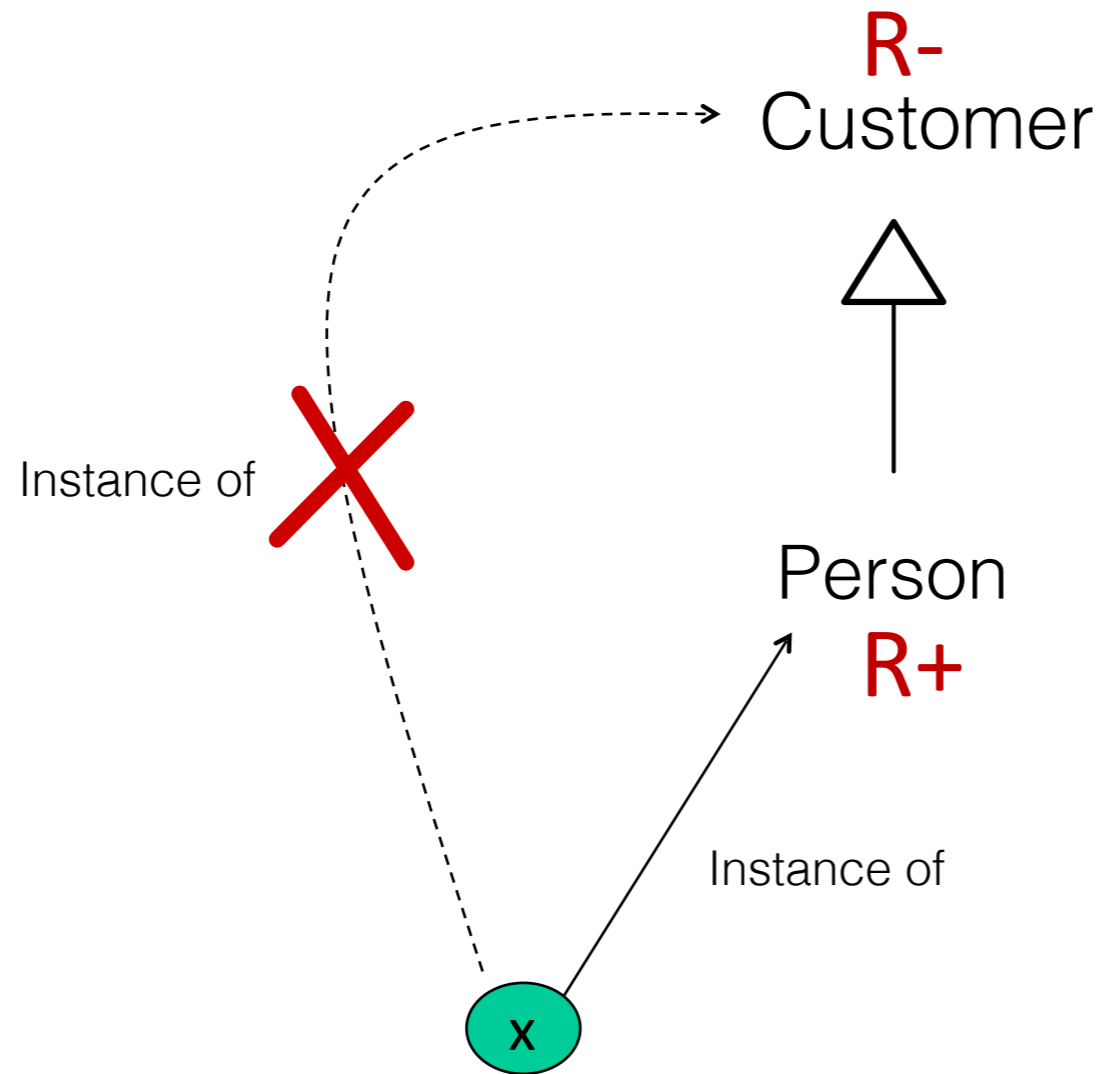 R-
Customer
Instance of
Person
R+
Instance of
x